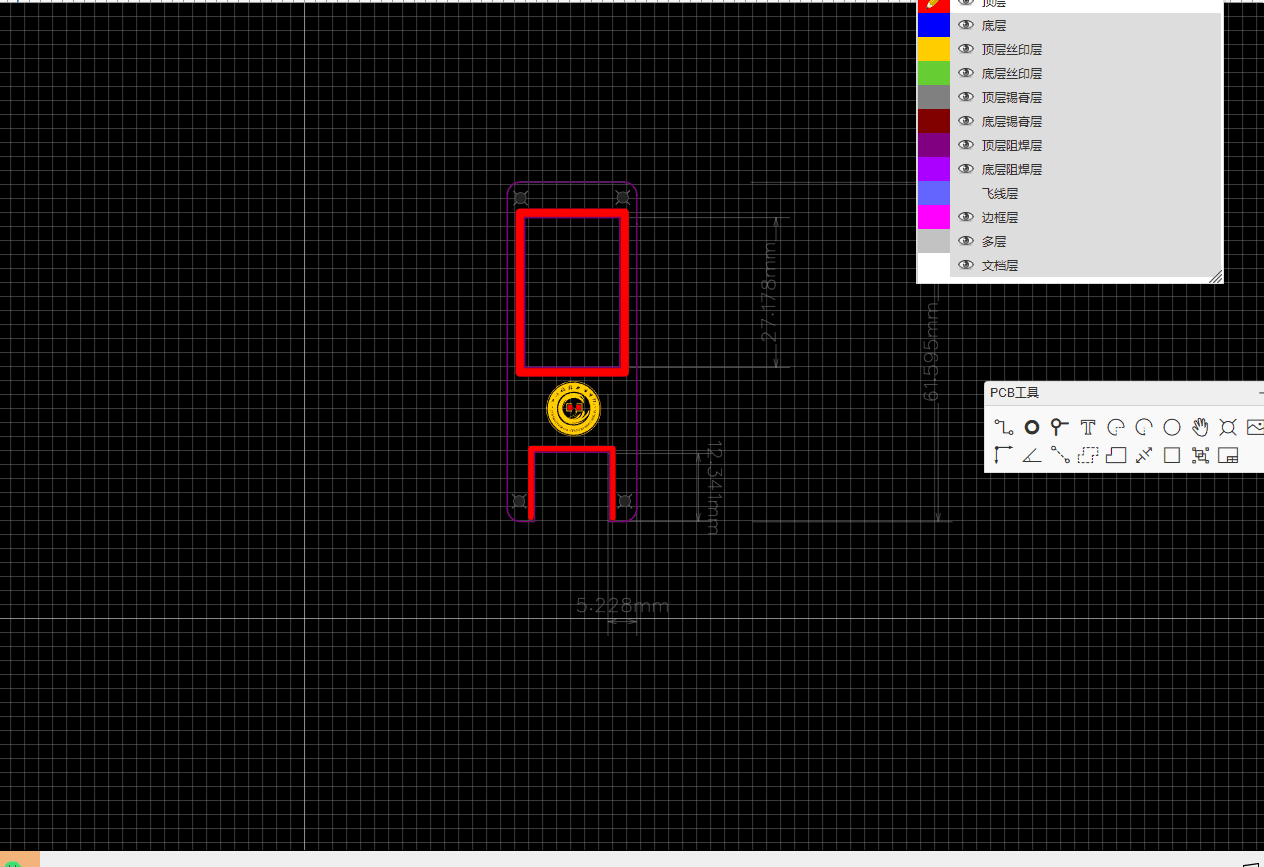 顶层
底层
顶层丝印层
底层丝印层
顶层锡膏层
底层锡膏层
顶层阻焊层
底层阻焊层
飞线层
边框层
多层
文档层
27.178mm
61.595mm
PCB工具
12.341mm
5.228mm